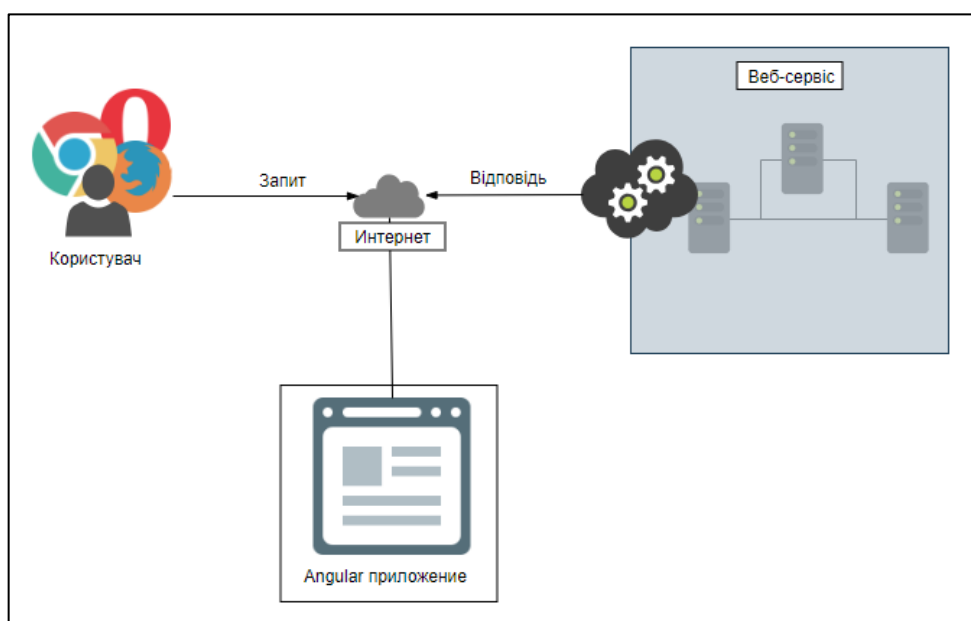 Веб-сервіс
Запит
Відповідь
Интернет
Користувач
Angular приложение